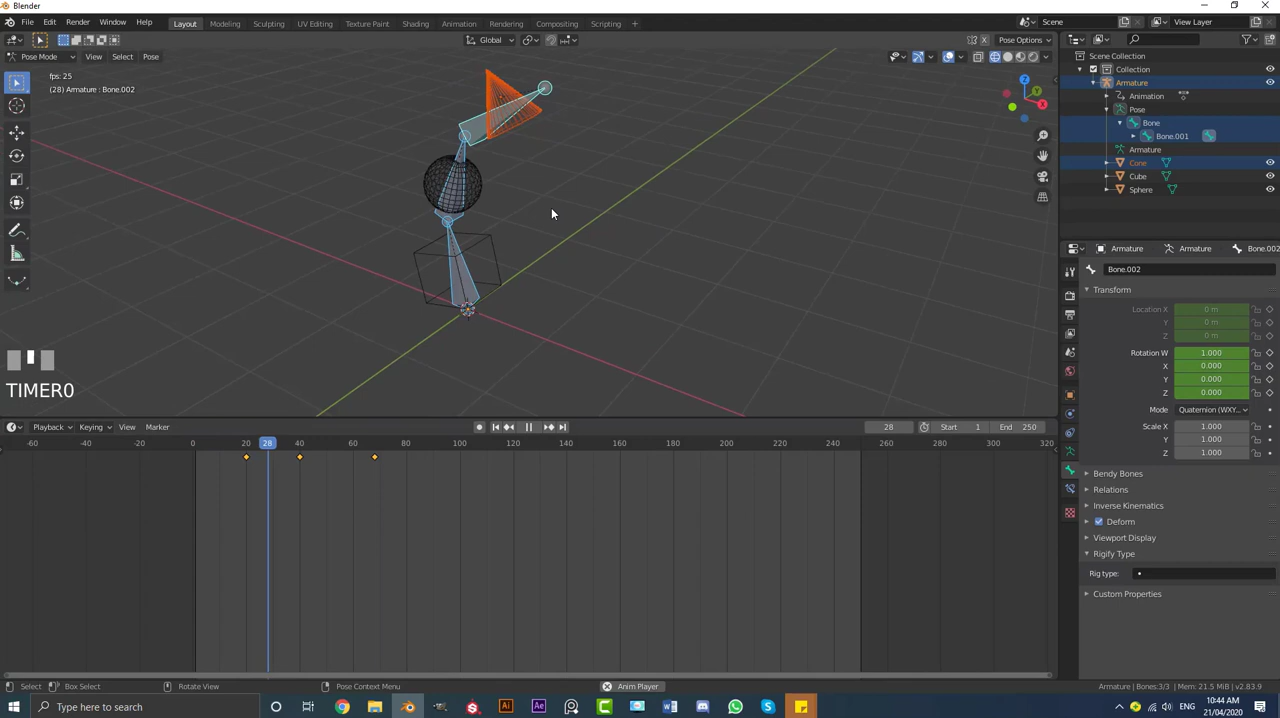 Blender
File Edit Render Window Help
Layout Modeling Sculpting UV Editing Texture Paint Shading Animation Rendering Compositing Scripting +
Scene View Layer
Global Pose Options
Pose Mode View Select Pose
fps: 25
(28) Armature : Bone.002
Scene Collection
Collection
Armature
Animation
Pose
Bone
Bone.001
Armature
Cone
Cube
Sphere
Z
Y
X
TIMER0
Armature Armature Bone.002
Bone.002
Transform
Location X 0 m
Y 0 m
Z 0 m
Rotation W 1.000
X 0.000
Y 0.000
Z 0.000
Mode Quaternion (WXY...
Scale X 1.000
Y 1.000
Z 1.000
Bendy Bones
Relations
Inverse Kinematics
Deform
Viewport Display
Rigify Type
Rig type:
Custom Properties
Playback Keying View Marker 28 Start 1 End 250
-60 -40 -20 0 20 28 40 60 80 100 120 140 160 180 200 220 240 260 280 300 320
Select Box Select Rotate View Pose Context Menu Anim Player Armature | Bones:3/3 | Mem: 21.5 MiB | v2.83.9
Type here to search
Ai Ae
10:44 AM
21/04/2020